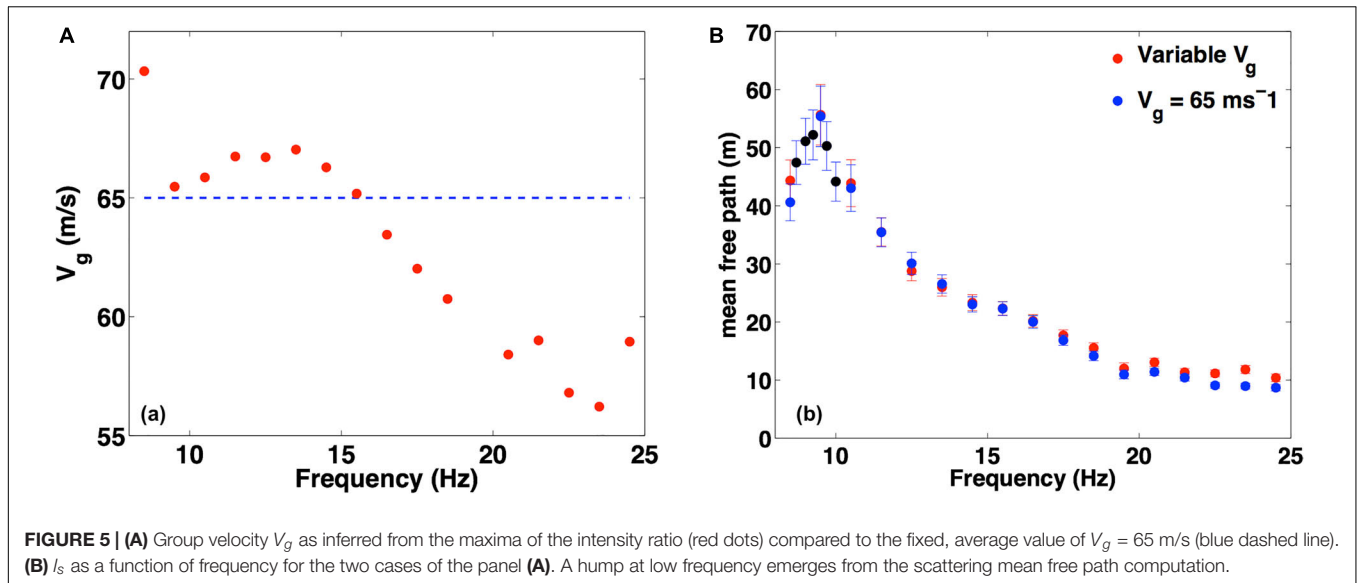 A
70
65
60
55
V_g (m/s)
(a)
10 15 20 25
Frequency (Hz)
B
70
60
50
40
30
20
10
0
mean free path (m)
Variable V_g
V_g = 65 ms^-1
(b)
10 15 20 25
Frequency (Hz)
FIGURE 5 | (A) Group velocity V_g as inferred from the maxima of the intensity ratio (red dots) compared to the fixed, average value of V_g = 65 m/s (blue dashed line).
(B) l_s as a function of frequency for the two cases of the panel (A). A hump at low frequency emerges from the scattering mean free path computation.